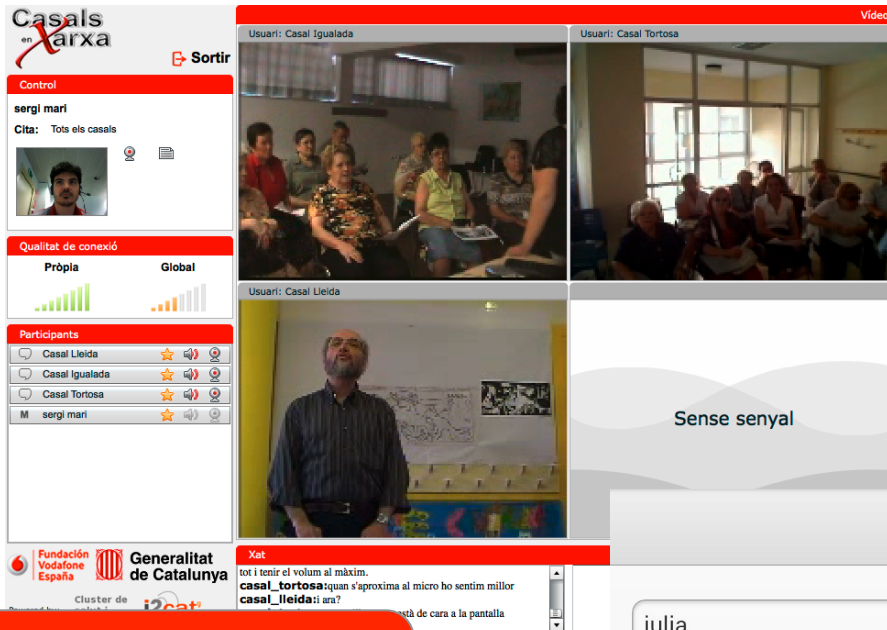 Casals
en Xarxa
Sortir
Control
sergi mari
Cita: Tots els casals
Qualitat de conexió
Pròpia Global
Participants
Casal Lleida
Casal Igualada
Casal Tortosa
M sergi mari
Fundación
Vodafone
España
Generalitat
de Catalunya
Cluster de
i2cat
Usuari: Casal Igualada
Usuari: Casal Tortosa
Usuari: Casal Lleida
Sense senyal
Xat
tot i tenir el volum al màxim.
casal_tortosa:quan s'aproxima al micro ho sentim millor
casal_lleida:i ara?
està de cara a la pantalla
julia